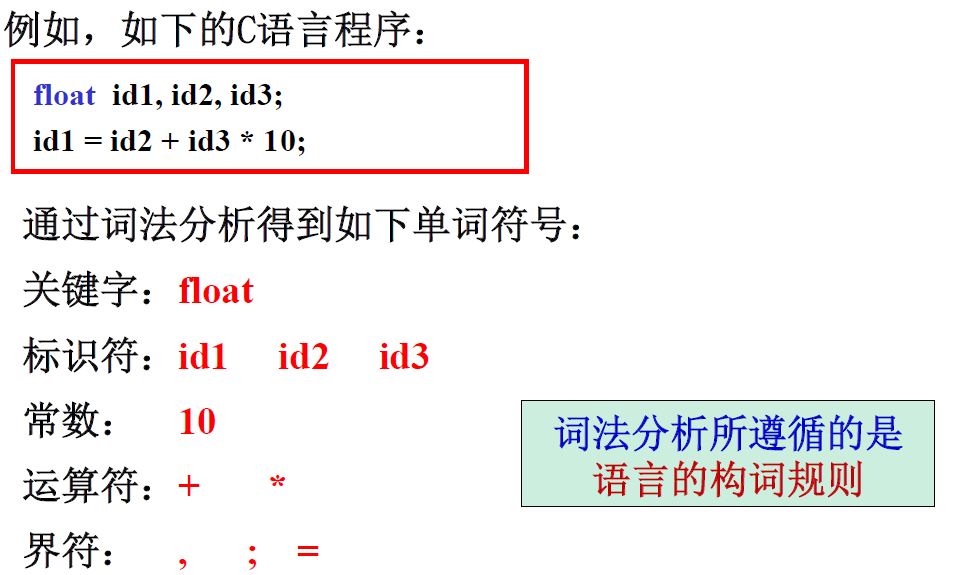 例如，如下的C语言程序：
float id1, id2, id3;
id1 = id2 + id3 * 10;
通过词法分析得到如下单词符号：
关键字：float
标识符：id1 id2 id3
常数： 10
运算符：+ *
界符： , ; =
词法分析所遵循的是
语言的构词规则